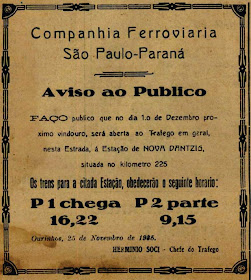 Companhia Ferroviaria
São Paulo-Paraná
Aviso ao Publico
FAÇO publico que no dia 1.o de Dezembro pro-
ximo vindouro, será aberta ao Trafego em geral,
nesta Estrada, á Estação de NOVA DANTZIG,
situada no kilometro 225
Os trens para a citada Estação, obedecerão o seguinte horario:
P 1 chega P 2 parte
16,22 9,15
Ourinhos, 25 de Novembro de
HERMINIO SOCI - Chefe do Trafego